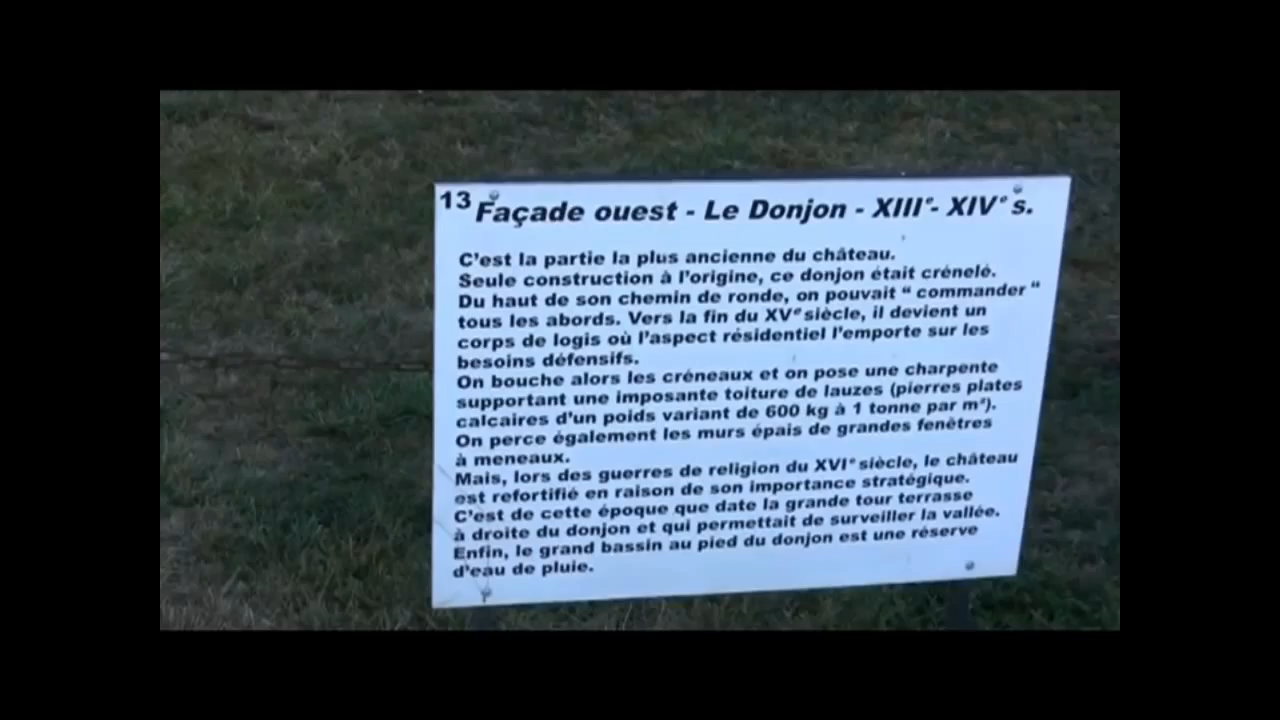 13 Façade ouest - Le Donjon - XIIIᵉ- XIVᵉ s.
C'est la partie la plus ancienne du château.
Seule construction à l'origine, ce donjon était crénelé.
Du haut de son chemin de ronde, on pouvait “ commander “
tous les abords. Vers la fin du XVᵉ siècle, il devient un
corps de logis où l'aspect résidentiel l'emporte sur les
besoins défensifs.
On bouche alors les créneaux et on pose une charpente
supportant une imposante toiture de lauzes (pierres plates
calcaires d'un poids variant de 600 kg à 1 tonne par m²).
On perce également les murs épais de grandes fenêtres
à meneaux.
Mais, lors des guerres de religion du XVIᵉ siècle, le château
est refortifié en raison de son importance stratégique.
C'est de cette époque que date la grande tour terrasse
à droite du donjon et qui permettait de surveiller la vallée.
Enfin, le grand bassin au pied du donjon est une réserve
d'eau de pluie.